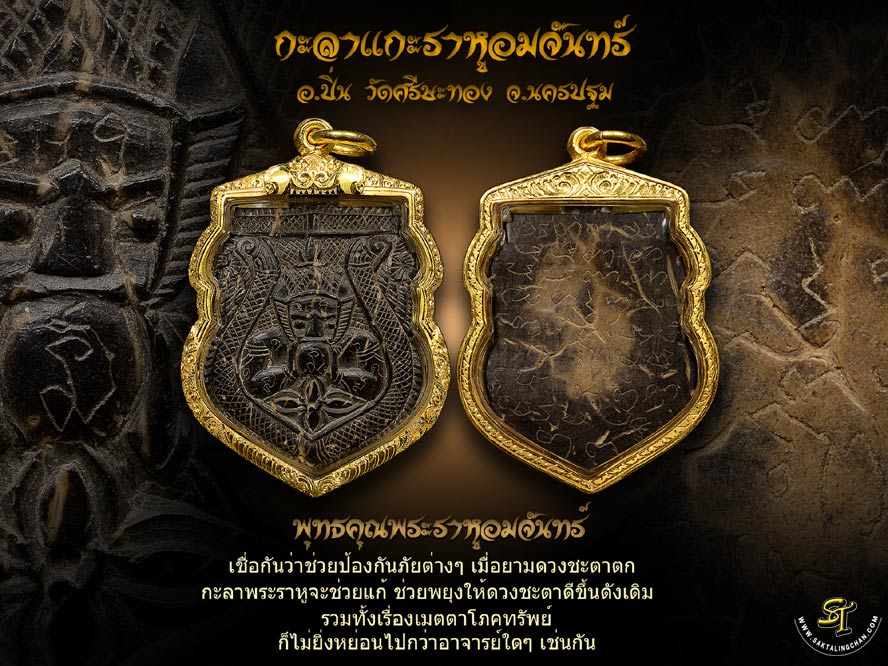 กะลาแกะราหูอมจันทร์
อ.ปิ่น วัดศรีษะทอง จ.นครปฐม
พุทธคุณพระราหูอมจันทร์
เชื่อกันว่าช่วยป้องกันภัยต่างๆ เมื่อยามดวงชะตาตก
กะลาพระราหูจะช่วยแก้ ช่วยพยุงให้ดวงชะตาดีขึ้นดังเดิม
รวมทั้งเรื่องเมตตาโภคทรัพย์
ก็ไม่ยิ่งหย่อนไปกว่าอาจารย์ใดๆ เช่นกัน
ST
WWW.SAKTALINGCHAN.COM